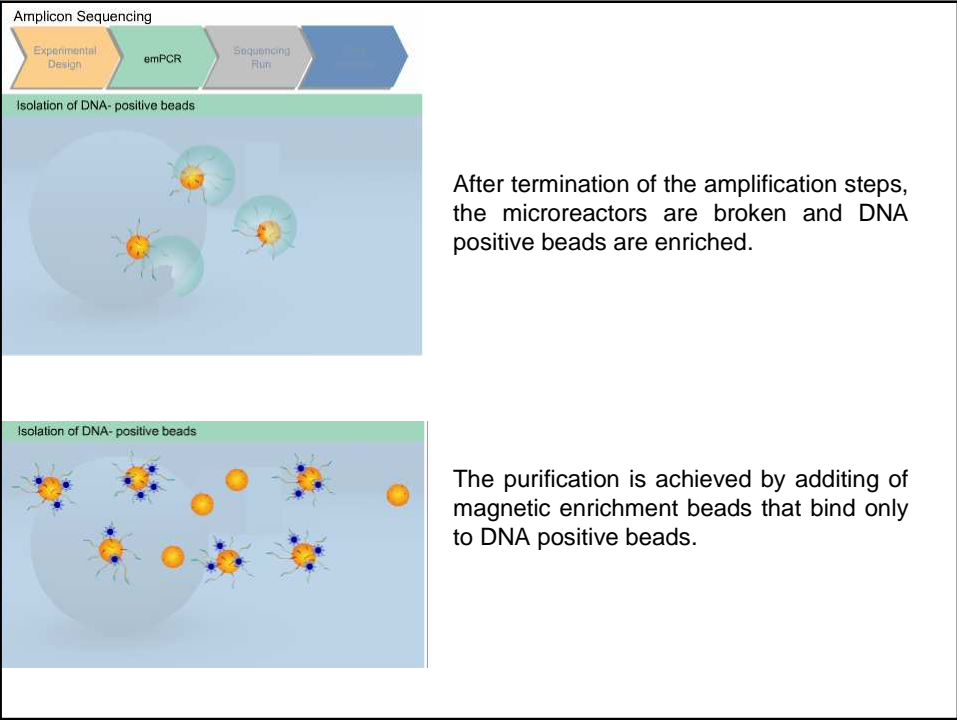 Amplicon Sequencing
Experimental
Design
emPCR
Sequencing
Run
Isolation of DNA- positive beads
After termination of the amplification steps,
the microreactors are broken and DNA
positive beads are enriched.
Isolation of DNA- positive beads
The purification is achieved by additing of
magnetic enrichment beads that bind only
to DNA positive beads.